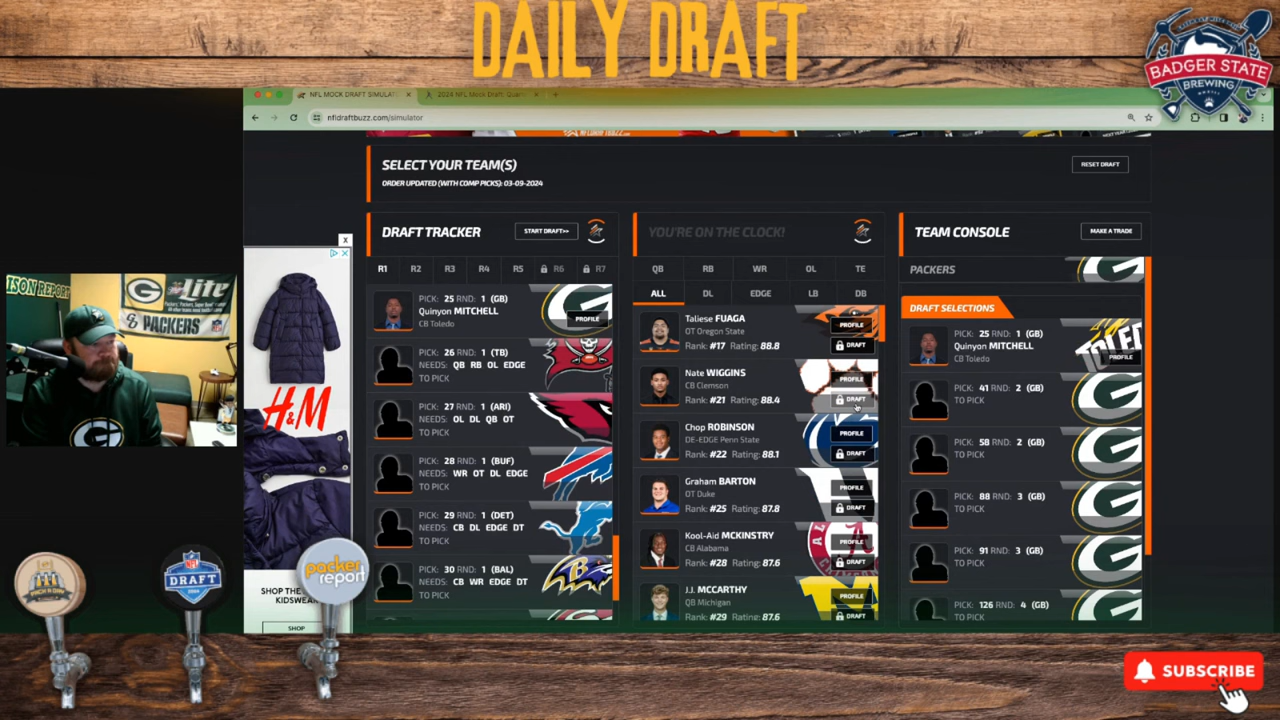 DAILY DRAFT
BADGER STATE
BREWING
NFL MOCK DRAFT SIMULAT
2024 NFL Mock Draft: Quar
nfldraftbuzz.com/simulator
SELECT YOUR TEAM(S)
ORDER UPDATED (WITH COMP PICKS): 03-09-2024
RESET DRAFT
DRAFT TRACKER
START DRAFT>>
R1 R2 R3 R4 R5 R6 R7
PICK: 25 RND: 1 (GB)
Quinyon MITCHELL
CB Toledo
PROFILE
PICK: 26 RND: 1 (TB)
NEEDS: QB RB OL EDGE
TO PICK
PICK: 27 RND: 1 (ARI)
NEEDS: OL DL QB OT
TO PICK
PICK: 28 RND: 1 (BUF)
NEEDS: WR OT DL EDGE
TO PICK
PICK: 29 RND: 1 (DET)
NEEDS: CB DL EDGE DT
TO PICK
PICK: 30 RND: 1 (BAL)
NEEDS: CB WR EDGE DT
TO PICK
YOU'RE ON THE CLOCK!
QB RB WR OL TE
ALL DL EDGE LB DB
Taliese FUAGA
OT Oregon State
Rank: #17 Rating: 88.8
PROFILE
DRAFT
Nate WIGGINS
CB Clemson
Rank: #21 Rating: 88.4
PROFILE
DRAFT
Chop ROBINSON
DE-EDGE Penn State
Rank: #22 Rating: 88.1
PROFILE
DRAFT
Graham BARTON
OT Duke
Rank: #25 Rating: 87.8
PROFILE
DRAFT
Kool-Aid MCKINSTRY
CB Alabama
Rank: #28 Rating: 87.6
PROFILE
DRAFT
J.J. MCCARTHY
QB Michigan
Rank: #29 Rating: 87.6
PROFILE
DRAFT
TEAM CONSOLE
MAKE A TRADE
PACKERS
DRAFT SELECTIONS
PICK: 25 RND: 1 (GB)
Quinyon MITCHELL
CB Toledo
PROFILE
PICK: 41 RND: 2 (GB)
TO PICK
PICK: 58 RND: 2 (GB)
TO PICK
PICK: 88 RND: 3 (GB)
TO PICK
PICK: 91 RND: 3 (GB)
TO PICK
PICK: 126 RND: 4 (GB)
TO PICK
X
H&M
SHOP THE
KIDSWEAR
SHOP
Lite
PACKERS
NFL
DRAFT
packer
report
SUBSCRIBE